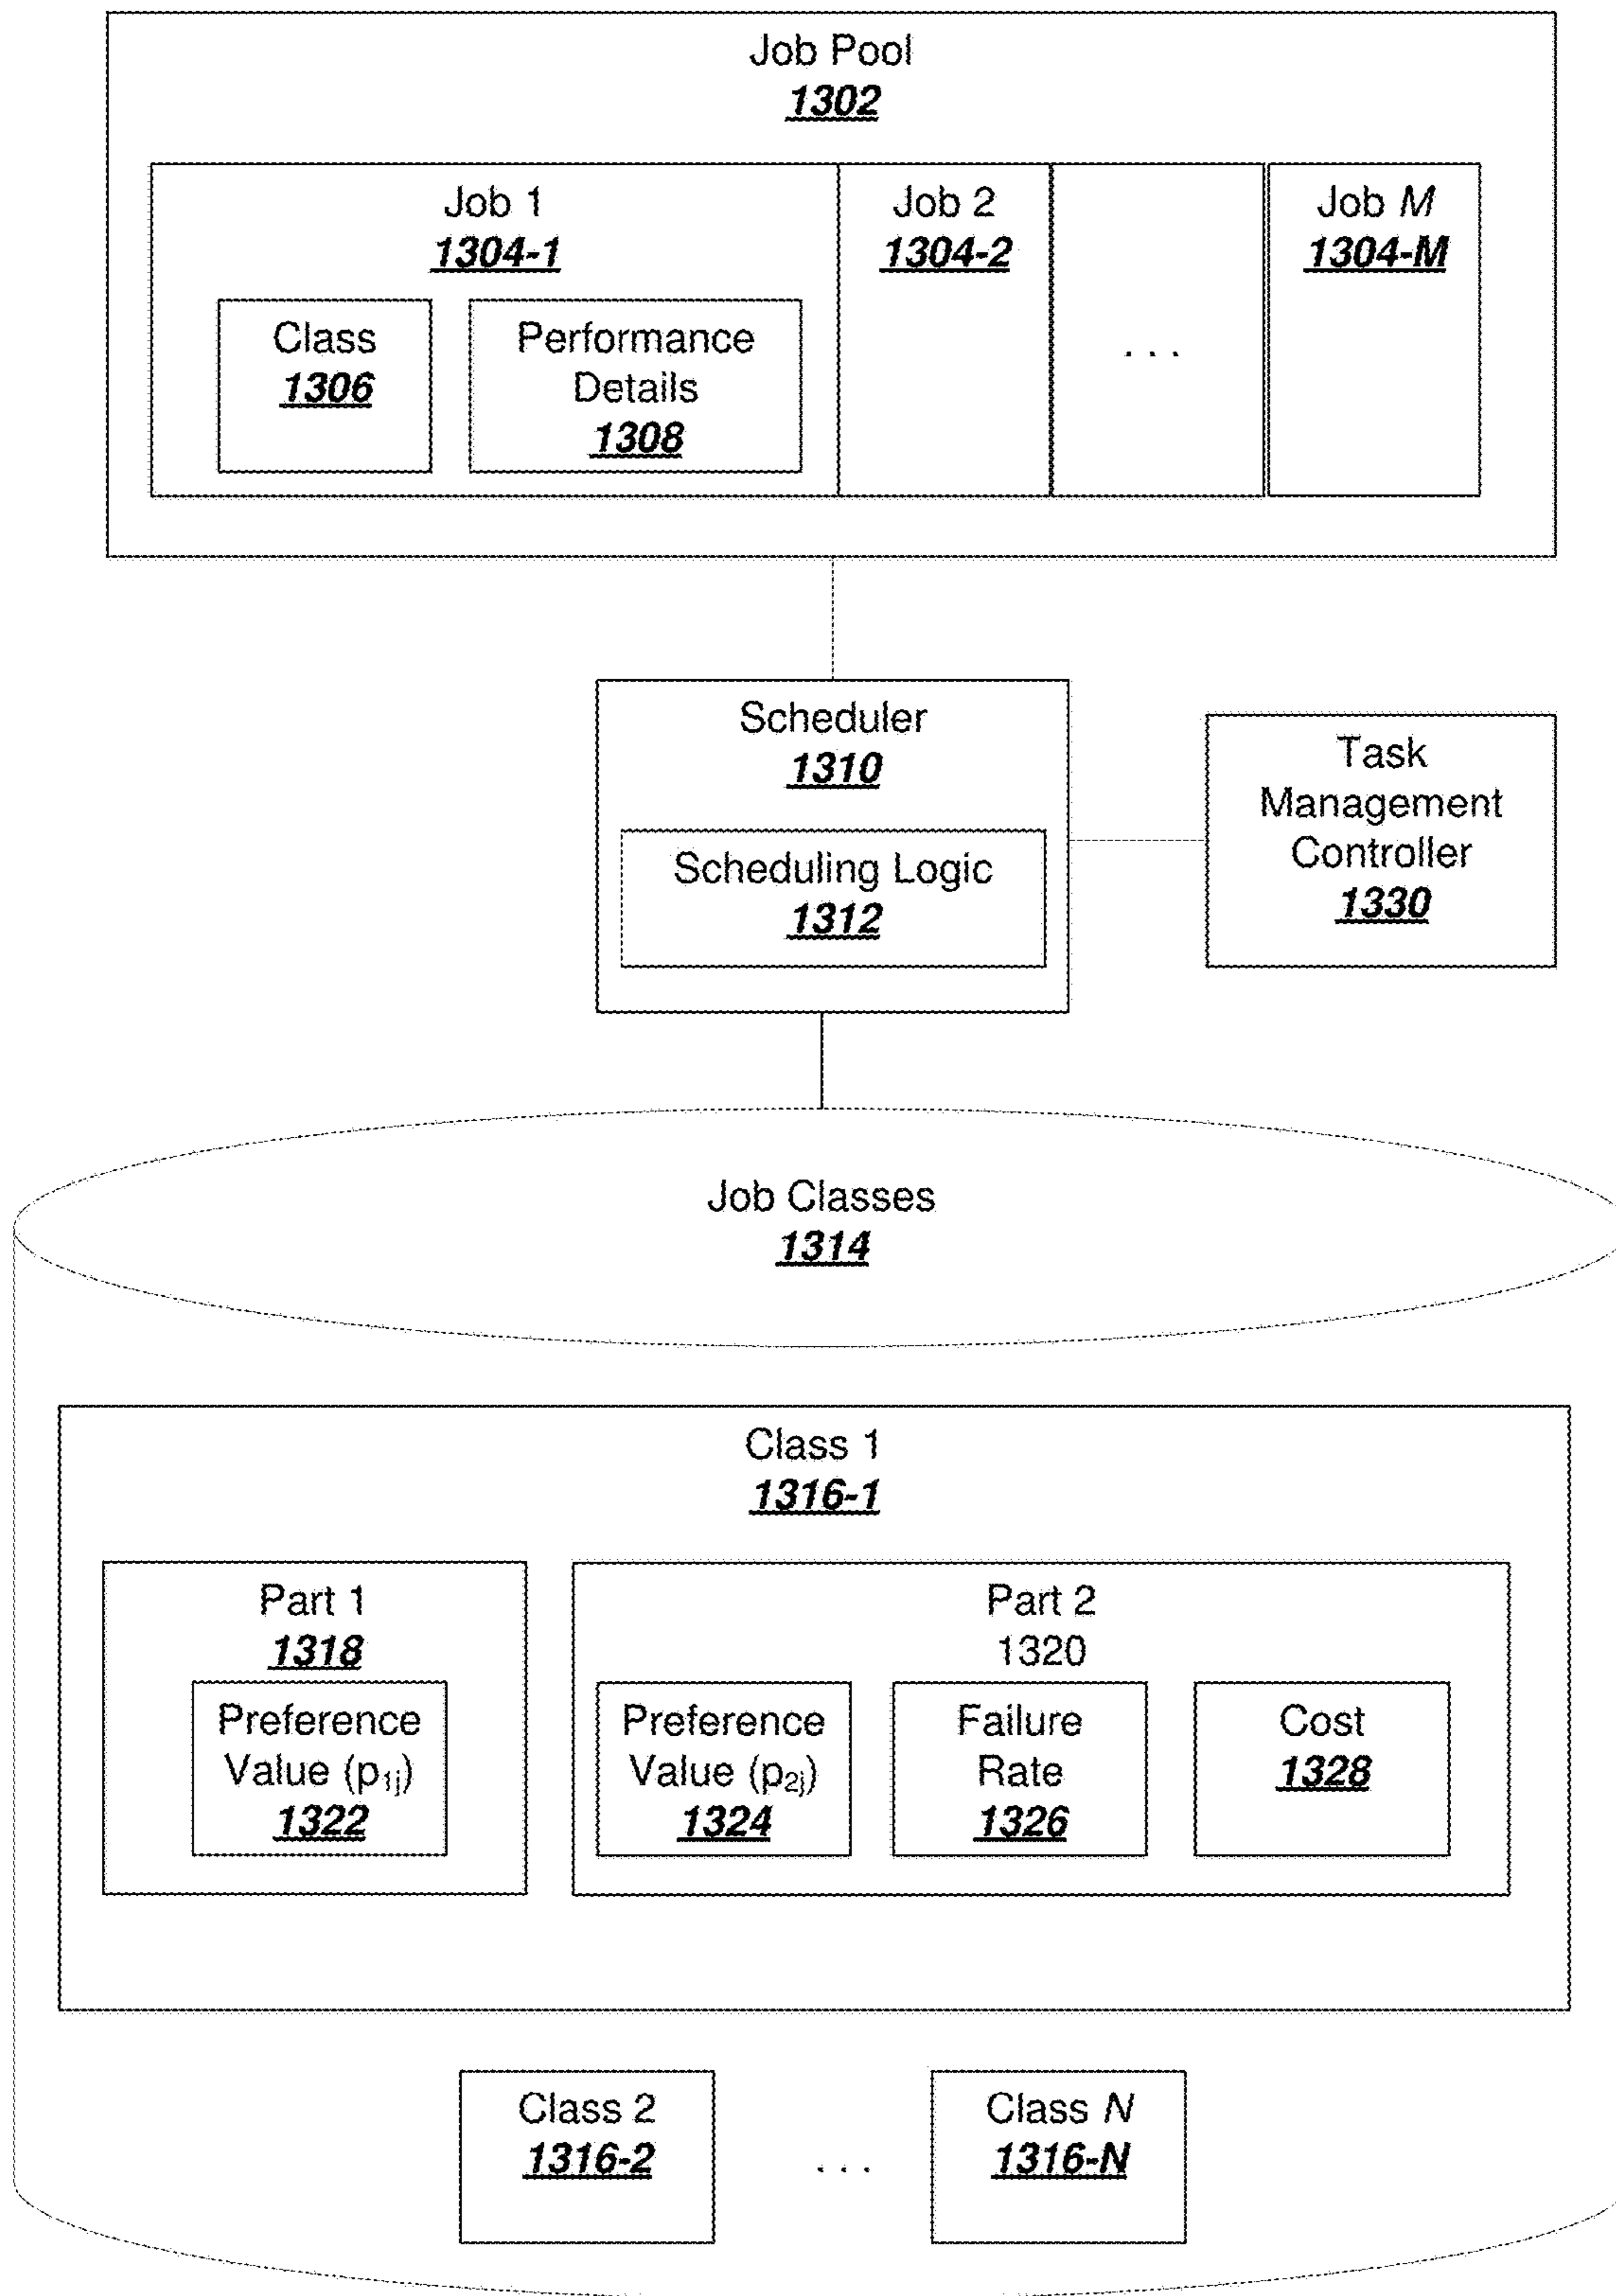 Job Pool
1302
Job 1
1304-1
Class
1306
Performance
Details
1308
Job 2
1304-2
. . .
Job M
1304-M
Scheduler
1310
Scheduling Logic
1312
Task
Management
Controller
1330
Job Classes
1314
Class 1
1316-1
Part 1
1318
Preference
Value (p1j)
1322
Part 2
1320
Preference
Value (p2j)
1324
Failure
Rate
1326
Cost
1328
Class 2
1316-2
. . .
Class N
1316-N